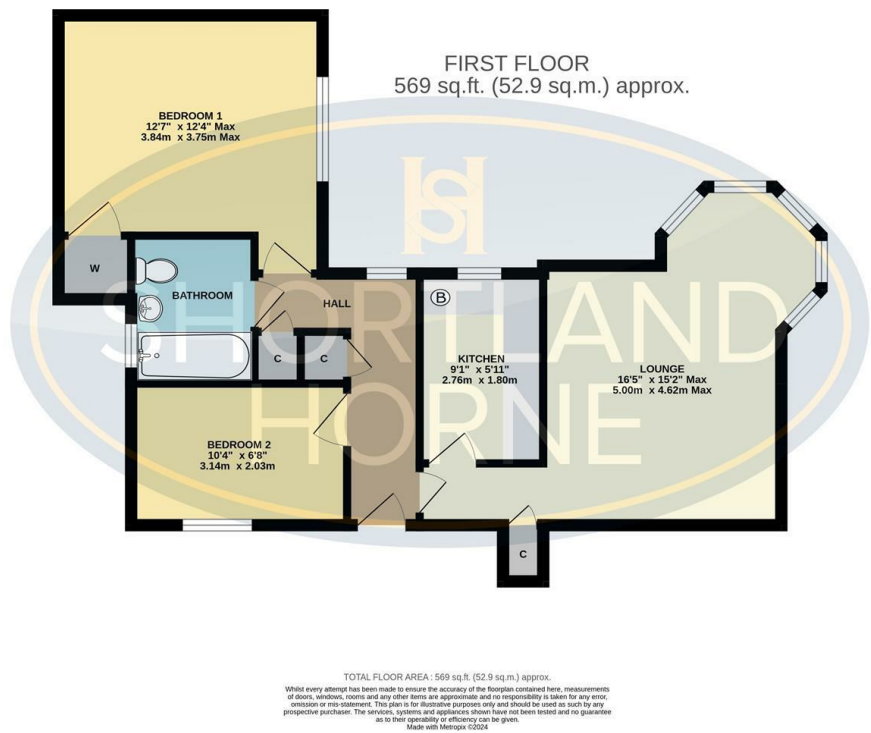 FIRST FLOOR
569 sq.ft. (52.9 sq.m.) approx.
BEDROOM 1
12'7" x 12'4" Max
3.84m x 3.75m Max
W
BATHROOM
HALL
B
C
C
KITCHEN
9'1" x 5'11"
2.76m x 1.80m
LOUNGE
16'5" x 15'2" Max
5.00m x 4.62m Max
BEDROOM 2
10'4" x 6'8"
3.14m x 2.03m
C
SH
SHORTLAND
HORNE
TOTAL FLOOR AREA : 569 sq.ft. (52.9 sq.m.) approx.
Whilst every attempt has been made to ensure the accuracy of the floorplan contained here, measurements
of doors, windows, rooms and any other items are approximate and no responsibility is taken for any error,
omission or mis-statement. This plan is for illustrative purposes only and should be used as such by any
prospective purchaser. The services, systems and appliances shown have not been tested and no guarantee
as to their operability or efficiency can be given.
Made with Metropix ©2024